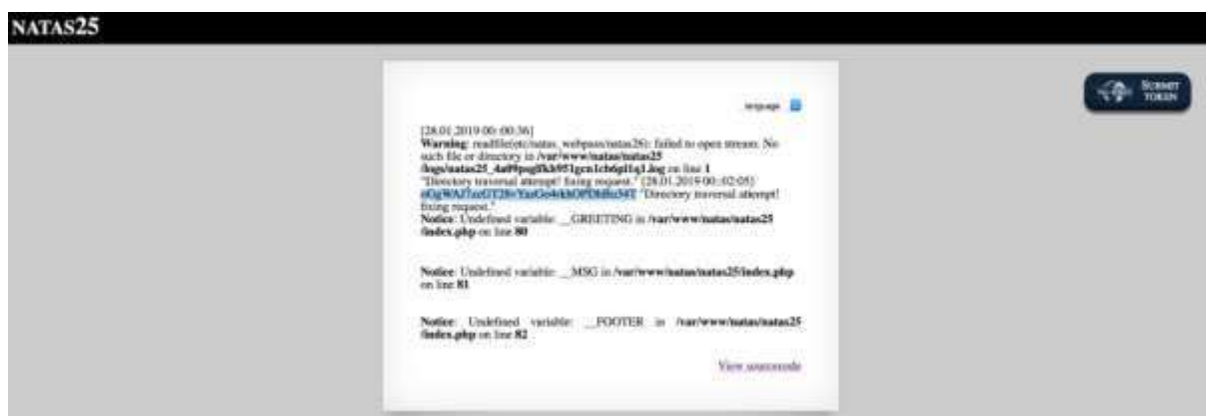 NATAS25
SUBMIT
TOKEN
language
[28.01.2019 00::00:36]
Warning: readfile(etc/natas_webpass/natas26): failed to open stream: No
such file or directory in /var/www/natas/natas25
on line 1
"Directory traversal attempt! fixing request." [28.01.2019 00::02:05]
"Directory traversal attempt!
fixing request."
Notice: Undefined variable: __GREETING in /var/www/natas/natas25
/index.php on line 80
Notice: Undefined variable: __MSG in /var/www/natas/natas25/index.php
on line 81
Notice: Undefined variable: __FOOTER in /var/www/natas/natas25
/index.php on line 82
View sourcecode